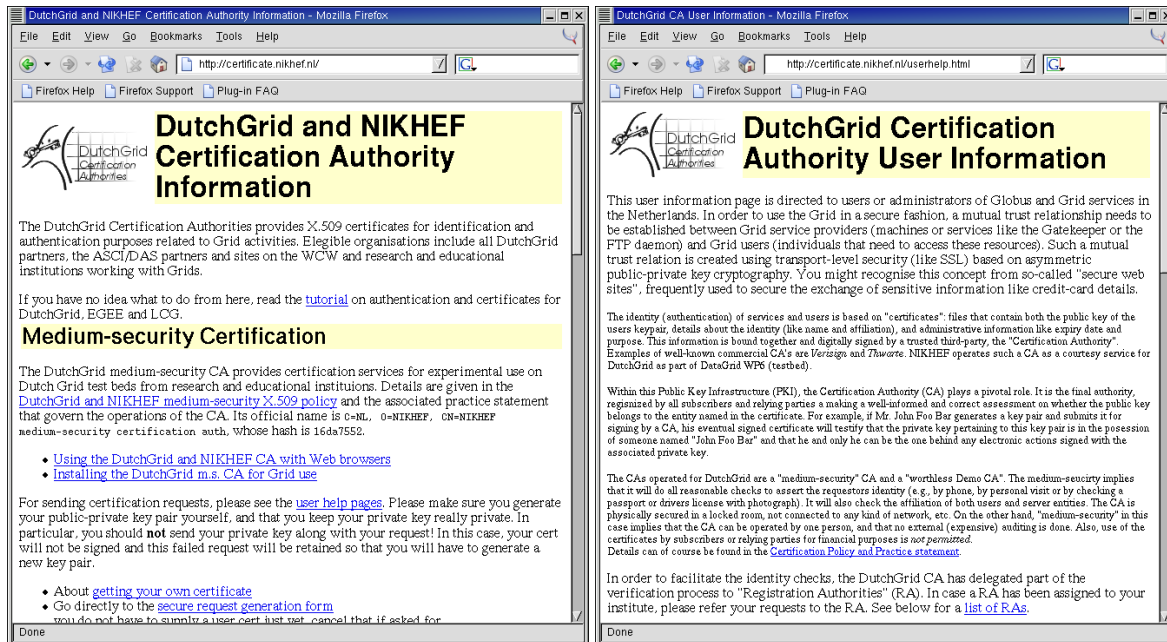 DutchGrid and NIKHEF Certification Authority Information - Mozilla Firefox
File Edit View Go Bookmarks Tools Help
http://certificate.nikhef.nl/
G
Firefox Help Firefox Support Plug-in FAQ
DutchGrid
Certification
Authorities
DutchGrid and NIKHEF
Certification Authority
Information
The DutchGrid Certification Authorities provides X.509 certificates for identification and
authentication purposes related to Grid activities. Elegible organisations include all DutchGrid
partners, the ASCI/DAS partners and sites on the WCW and research and educational
institutions working with Grids.
If you have no idea what to do from here, read the tutorial on authentication and certificates for
DutchGrid, EGEE and LCG.
Medium-security Certification
The DutchGrid medium-security CA provides certification services for experimental use on
Dutch Grid test beds from research and educational instituions. Details are given in the
DutchGrid and NIKHEF medium-security X.509 policy and the associated practice statement
that govern the operations of the CA. Its official name is C=NL, O=NIKHEF, CN=NIKHEF
medium-security certification auth, whose hash is 16da7552.
• Using the DutchGrid and NIKHEF CA with Web browsers
• Installing the DutchGrid m.s. CA for Grid use
For sending certification requests, please see the user help pages. Please make sure you generate
your public-private key pair yourself, and that you keep your private key really private. In
particular, you should not send your private key along with your request! In this case, your cert
will not be signed and this failed request will be retained so that you will have to generate a
new key pair.
• About getting your own certificate
• Go directly to the secure request generation form
you do not have to supply a user cert just yet, cancel that if asked for
Done
DutchGrid CA User Information - Mozilla Firefox
File Edit View Go Bookmarks Tools Help
http://certificate.nikhef.nl/userhelp.html
G
Firefox Help Firefox Support Plug-in FAQ
DutchGrid
Certification
Authorities
DutchGrid Certification
Authority User Information
This user information page is directed to users or administrators of Globus and Grid services in
the Netherlands. In order to use the Grid in a secure fashion, a mutual trust relationship needs to
be established between Grid service providers (machines or services like the Gatekeeper or the
FTP daemon) and Grid users (individuals that need to access these resources). Such a mutual
trust relation is created using transport-level security (like SSL) based on asymmetric
public-private key cryptography. You might recognise this concept from so-called "secure web
sites", frequently used to secure the exchange of sensitive information like credit-card details.
The identity (authentication) of services and users is based on "certificates": files that contain both the public key of the
users keypair, details about the identity (like name and affiliation), and administrative information like expiry date and
purpose. This information is bound together and digitally signed by a trusted third-party, the "Certification Authority".
Examples of well-known commercial CA's are Verisign and Thwarte. NIKHEF operates such a CA as a courtesy service for
DutchGrid as part of DataGrid WP6 (testbed).
Within this Public Key Infrastructure (PKI), the Certification Authority (CA) plays a pivotal role. It is the final authority,
reginized by all subscribers and relying parties a making a well-informed and correct assessment on whether the public key
belongs to the entity named in the certificate. For exampe, if Mr. John Foo Bar generates a key pair and submits it for
signing by a CA, his eventual signed certificate will testify that the private key pertaining to this key pair is in the posession
of someone named "John Foo Bar" and that he and only he can be the one behind any electronic actions signed with the
associated private key.
The CAs operated for DutchGrid are a "medium-security" CA and a "worthless Demo CA". The medium-seucirty implies
that it will do all reasonable checks to assert the requestors identity (e.g., by phone, by personal visit or by checking a
passport or drivers license with photograph). It will also check the affiliation of both users and server entities. The CA is
physically secured in a locked room, not connected to any kind of network, etc. On the other hand, "medium-security" in this
case implies that the CA can be operated by one person, and that no external (expensive) auditing is done. Also, use of the
certificates by subscribers or relying parties for financial purposes is not permitted.
Details can of course be found in the Certification Policy and Practice statement.
In order to facilitate the identity checks, the DutchGrid CA has delegated part of the
verification process to "Registration Authorities" (RA). In case a RA has been assigned to your
institute, please refer your requests to the RA. See below for a list of RAs.
Done